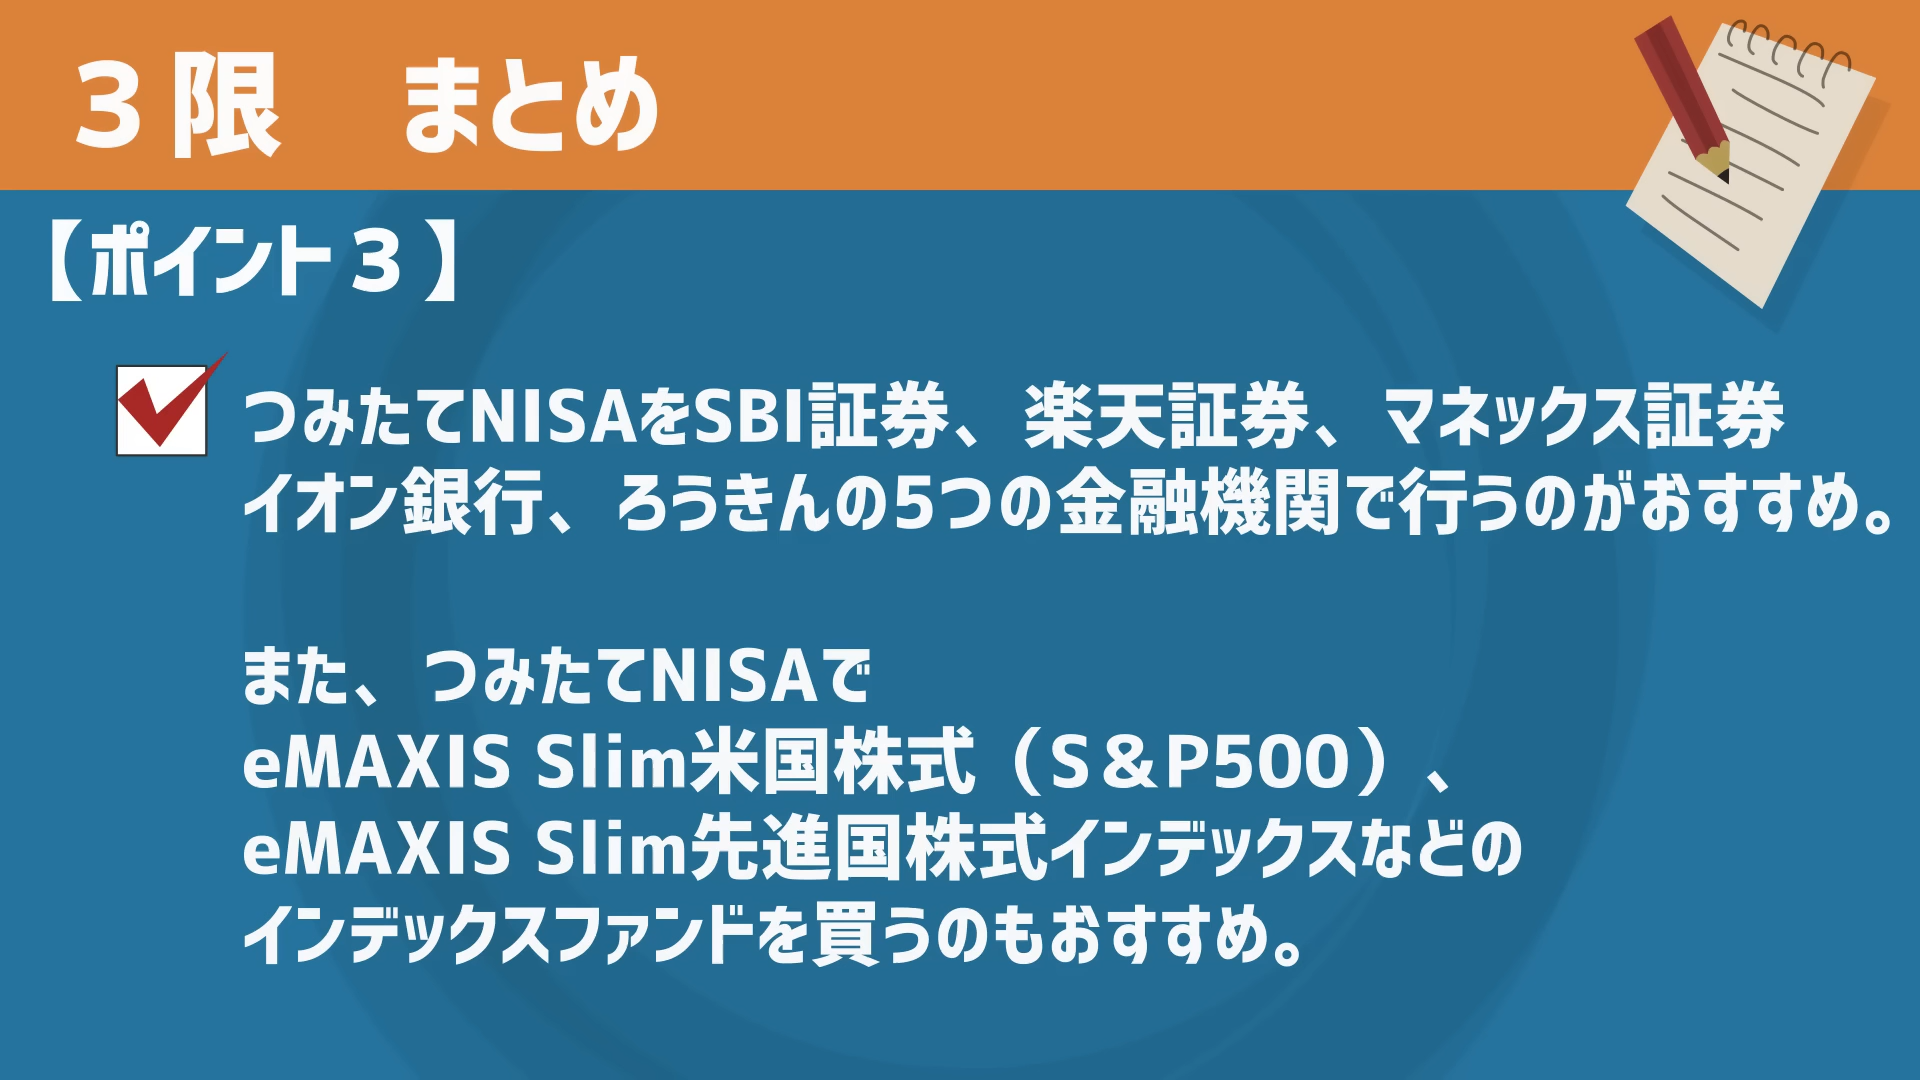 ３限　まとめ
【ポイント３】
つみたてNISAをSBI証券、楽天証券、マネックス証券
イオン銀行、ろうきんの5つの金融機関で行うのがおすすめ。
また、つみたてNISAで
eMAXIS Slim米国株式（S＆P500）、
eMAXIS Slim先進国株式インデックスなどの
インデックスファンドを買うのもおすすめ。